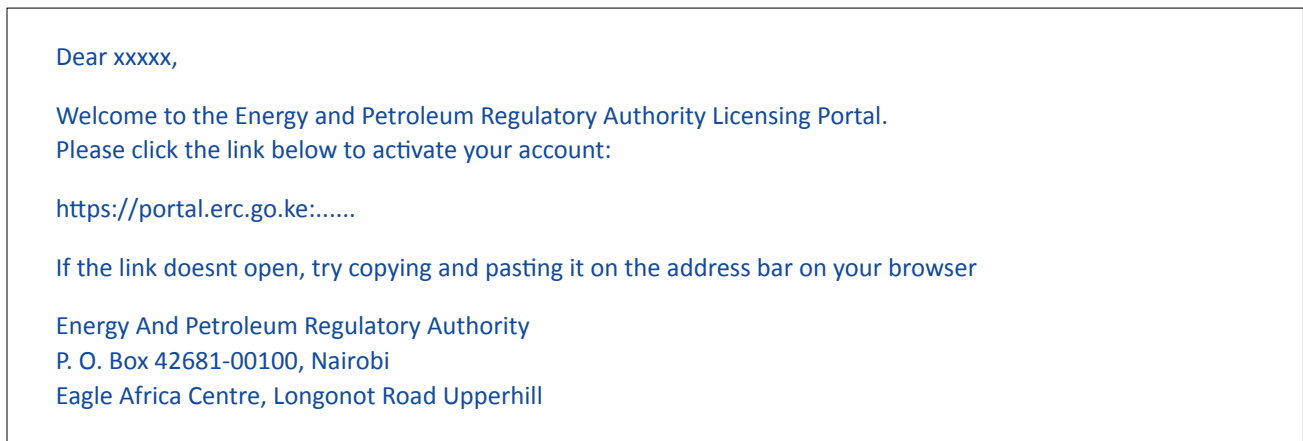 Dear xxxxx,
Welcome to the Energy and Petroleum Regulatory Authority Licensing Portal.
Please click the link below to activate your account:
https://portal.erc.go.ke:......
If the link doesnt open, try copying and pasting it on the address bar on your browser
Energy And Petroleum Regulatory Authority
P. O. Box 42681-00100, Nairobi
Eagle Africa Centre, Longonot Road Upperhill